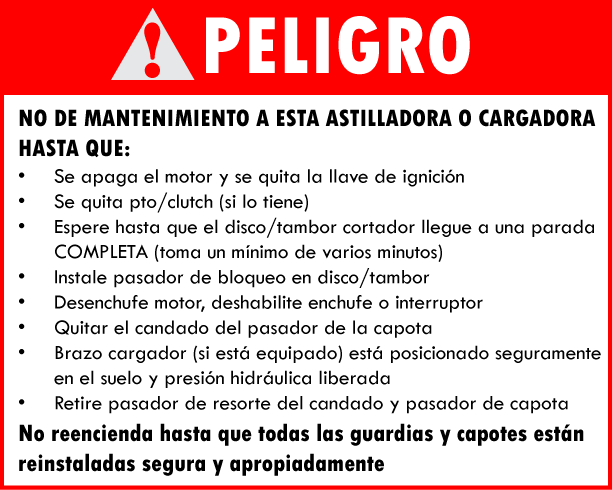 PELIGRO
NO DE MANTENIMIENTO A ESTA ASTILLADORA O CARGADORA
HASTA QUE:
• Se apaga el motor y se quita la llave de ignición
• Se quita pto/clutch (si lo tiene)
• Espere hasta que el disco/tambor cortador llegue a una parada
COMPLETA (toma un mínimo de varios minutos)
• Instale pasador de bloqueo en disco/tambor
• Desenchufe motor, deshabilite enchufe o interruptor
• Quitar el candado del pasador de la capota
• Brazo cargador (si está equipado) está posicionado seguramente
en el suelo y presión hidráulica liberada
• Retire pasador de resorte del candado y pasador de capota
No reencienda hasta que todas las guardias y capotes están
reinstaladas segura y apropiadamente